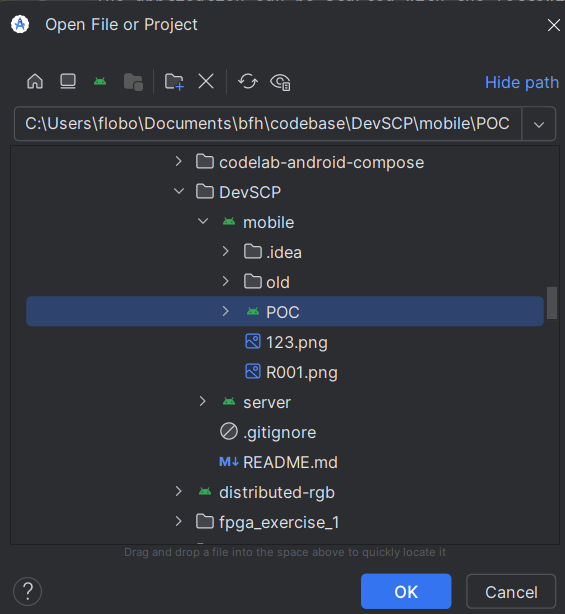 Open File or Project
Hide path
C:\Users\flobo\Documents\bfh\codebase\DevSCP\mobile\POC
codelab-android-compose
DevSCP
mobile
.idea
old
POC
123.png
R001.png
server
.gitignore
M↓ README.md
distributed-rgb
fpga_exercise_1
Drag and drop a file into the space above to quickly locate it
?
OK
Cancel